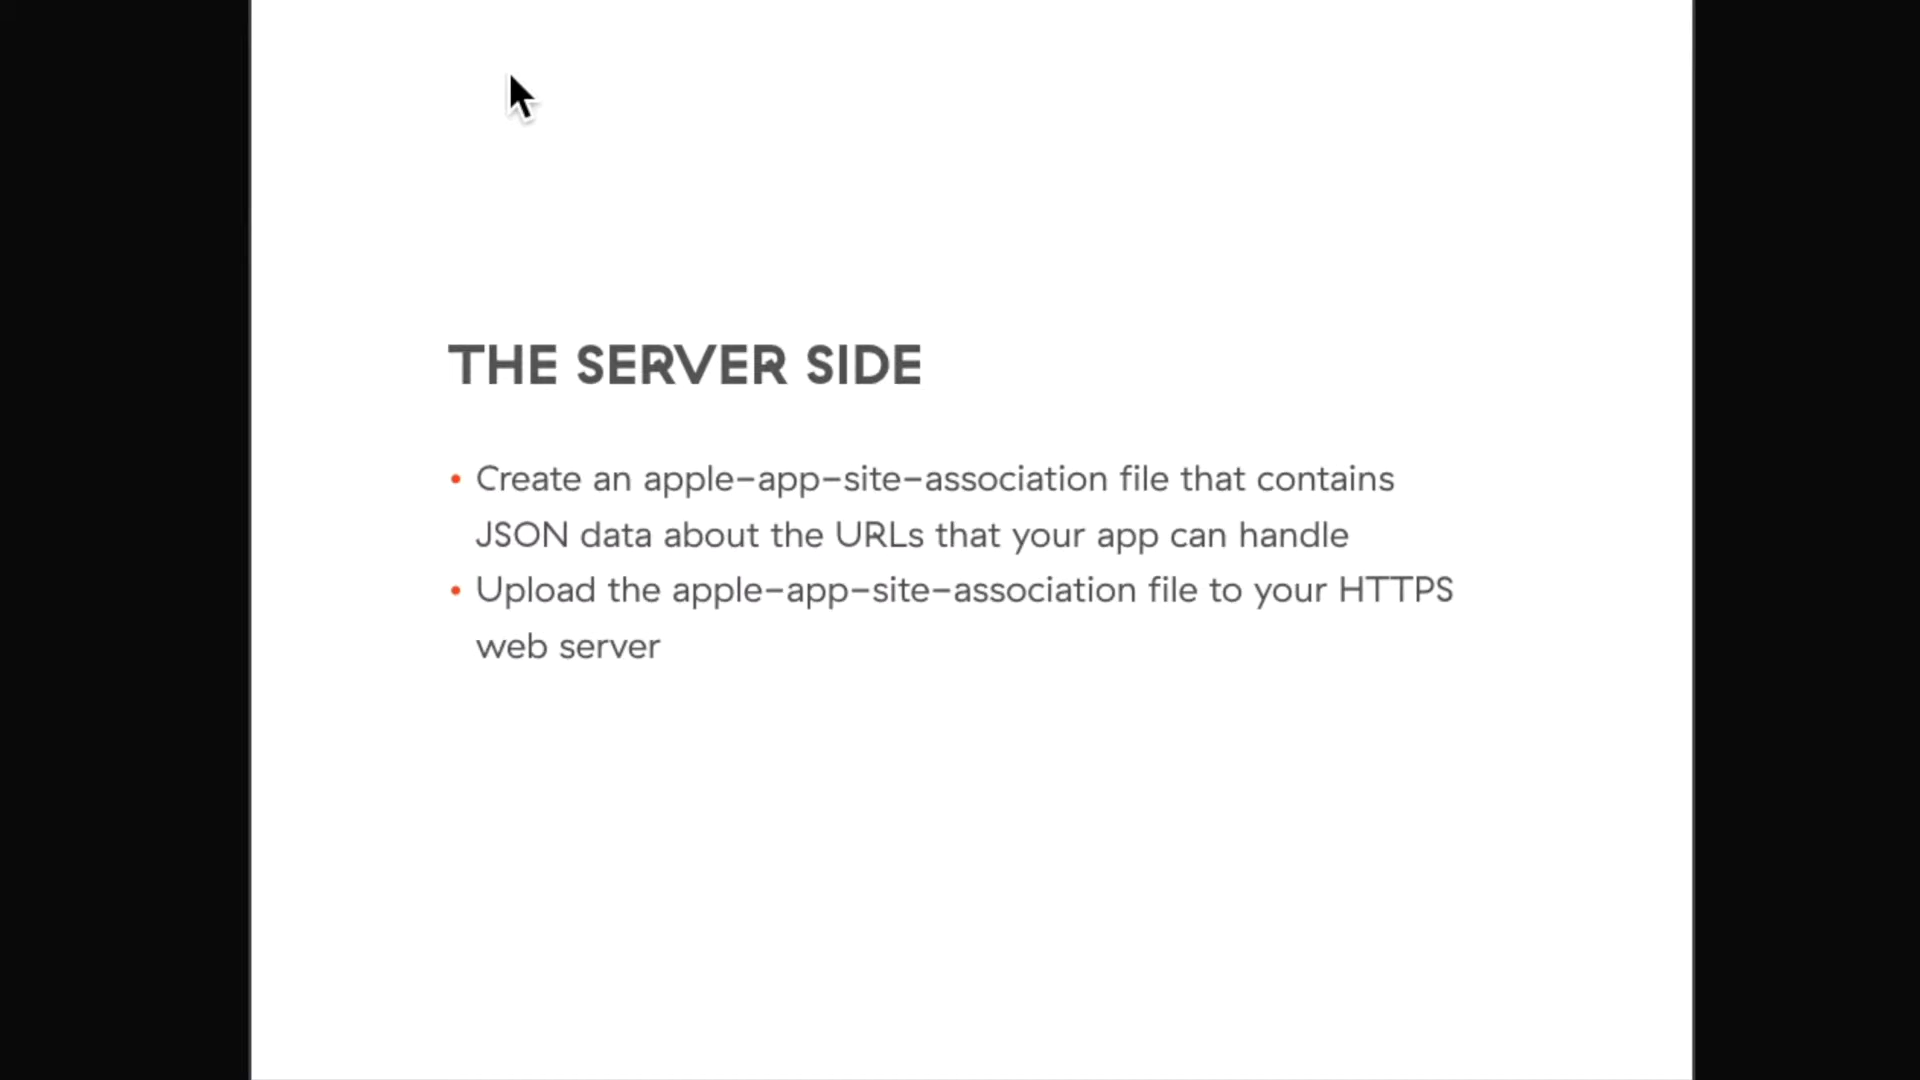 THE SERVER SIDE
• Create an apple-app-site-association file that contains
JSON data about the URLs that your app can handle
• Upload the apple-app-site-association file to your HTTPS
web server